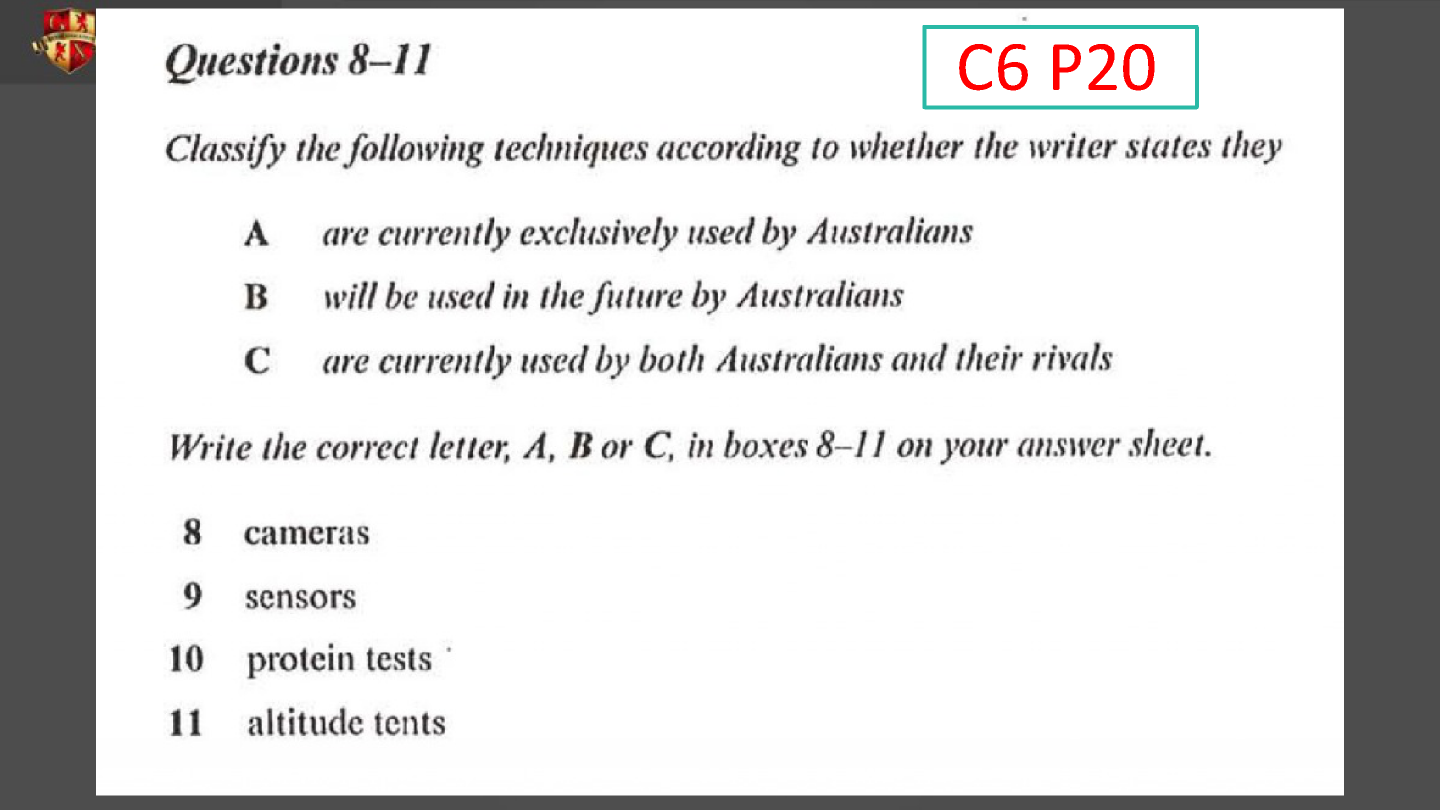 Questions 8–11
C6 P20
Classify the following techniques according to whether the writer states they
A are currently exclusively used by Australians
B will be used in the future by Australians
C are currently used by both Australians and their rivals
Write the correct letter, A, B or C, in boxes 8–11 on your answer sheet.
8 cameras
9 sensors
10 protein tests
11 altitude tents